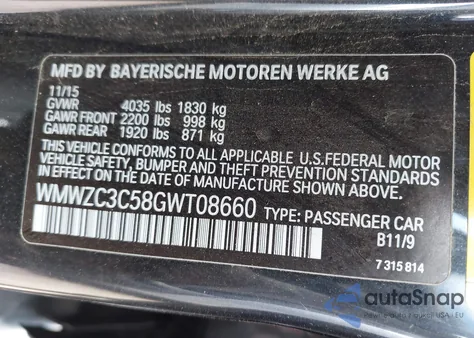 MFD BY BAYERISCHE MOTOREN WERKE AG
11/15
GVWR 4035 lbs 1830 kg
GAWR FRONT 2200 lbs 998 kg
GAWR REAR 1920 lbs 871 kg
THIS VEHICLE CONFORMS TO ALL APPLICABLE U.S.FEDERAL MOTOR
VEHICLE SAFETY, BUMPER AND THEFT PREVENTION STANDARDS
IN EFFECT ON THE DATE OF MANUFACTURE SHOWN ABOVE.
WMWZC3C58GWT08660 TYPE: PASSENGER CAR
B11/9
7 315 814
autoSnap